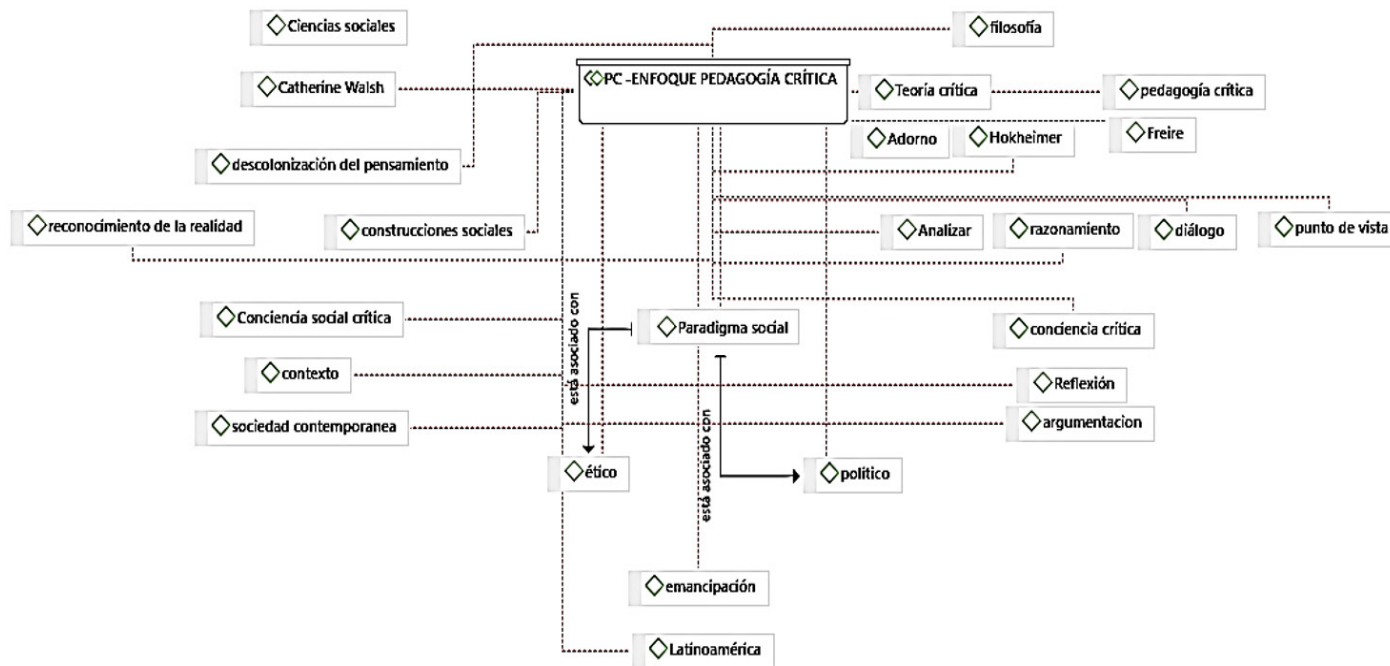 Ciencias sociales
filosofía
PC -ENFOQUE PEDAGOGÍA CRÍTICA
Catherine Walsh
Teoría crítica
pedagogía crítica
Adorno
Hokheimer
Freire
descolonización del pensamiento
reconocimiento de la realidad
construcciones sociales
Analizar
razonamiento
diálogo
punto de vista
está asociado con
Conciencia social crítica
Paradigma social
conciencia crítica
contexto
Reflexión
sociedad contemporanea
argumentacion
está asociado con
ético
politico
emancipación
Latinoamérica